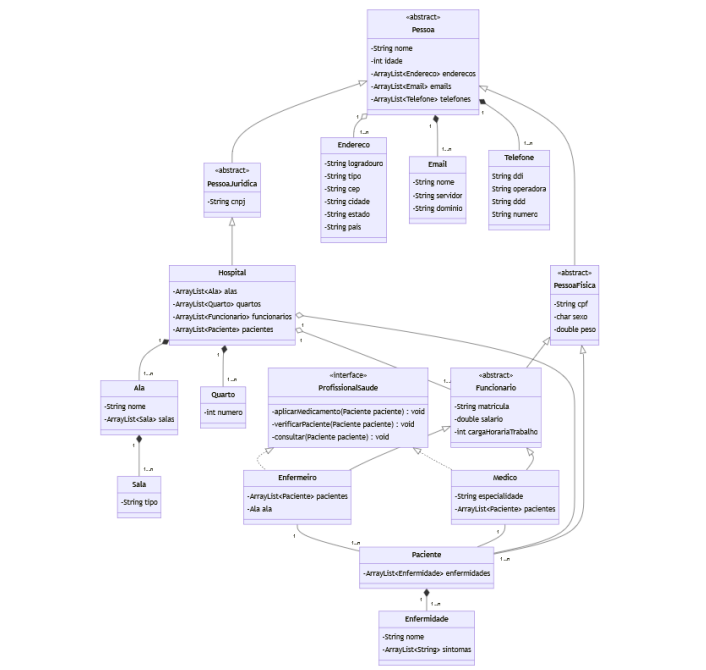 «abstract»
Pessoa
-String nome
-int idade
-ArrayList<Endereco> enderecos
-ArrayList<Email> emails
-ArrayList<Telefone> telefones
1
1
1
1..n
1..n
1..n
Endereco
-String logradouro
-String tipo
-String cep
-String cidade
-String estado
-String pais
Email
-String nome
-String servidor
-String dominio
Telefone
String ddi
String operadora
String ddd
String numero
«abstract»
PessoaJuridica
-String cnpj
Hospital
-ArrayList<Ala> alas
-ArrayList<Quarto> quartos
-ArrayList<Funcionario> funcionarios
-ArrayList<Paciente> pacientes
«abstract»
PessoaFísica
-String cpf
-char sexo
-double peso
1
1
1
1
1..n
1..n
1..n
Ala
-String nome
-ArrayList<Sala> salas
Quarto
-int numero
«interface»
ProfissionalSaude
-aplicarMedicamento(Paciente paciente) : void
-verificarPaciente(Paciente paciente) : void
-consultar(Paciente paciente) : void
«abstract»
Funcionario
-String matricula
-double salario
-int cargaHorariaTrabalho
1
1..n
Sala
-String tipo
Enfermeiro
-ArrayList<Paciente> pacientes
-Ala ala
Medico
-String especialidade
-ArrayList<Paciente> pacientes
1
1
1..n
1..n
Paciente
-ArrayList<Enfermidade> enfermidades
1
1..n
Enfermidade
-String nome
-ArrayList<String> sintomas